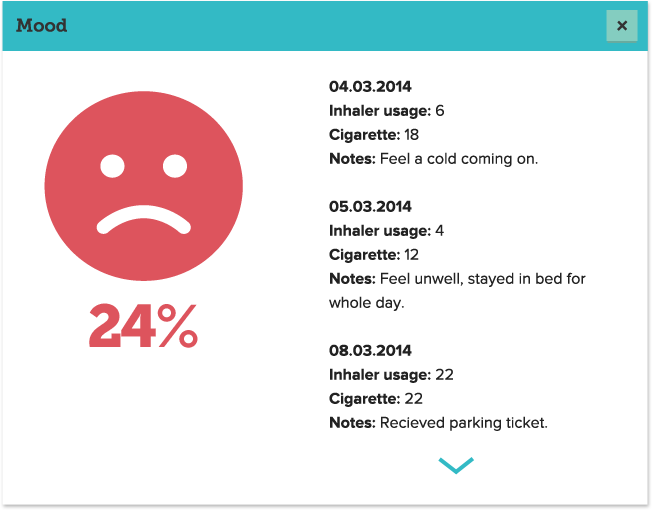 Mood
×
24%
04.03.2014
Inhaler usage: 6
Cigarette: 18
Notes: Feel a cold coming on.
05.03.2014
Inhaler usage: 4
Cigarette: 12
Notes: Feel unwell, stayed in bed for
whole day.
08.03.2014
Inhaler usage: 22
Cigarette: 22
Notes: Recieved parking ticket.